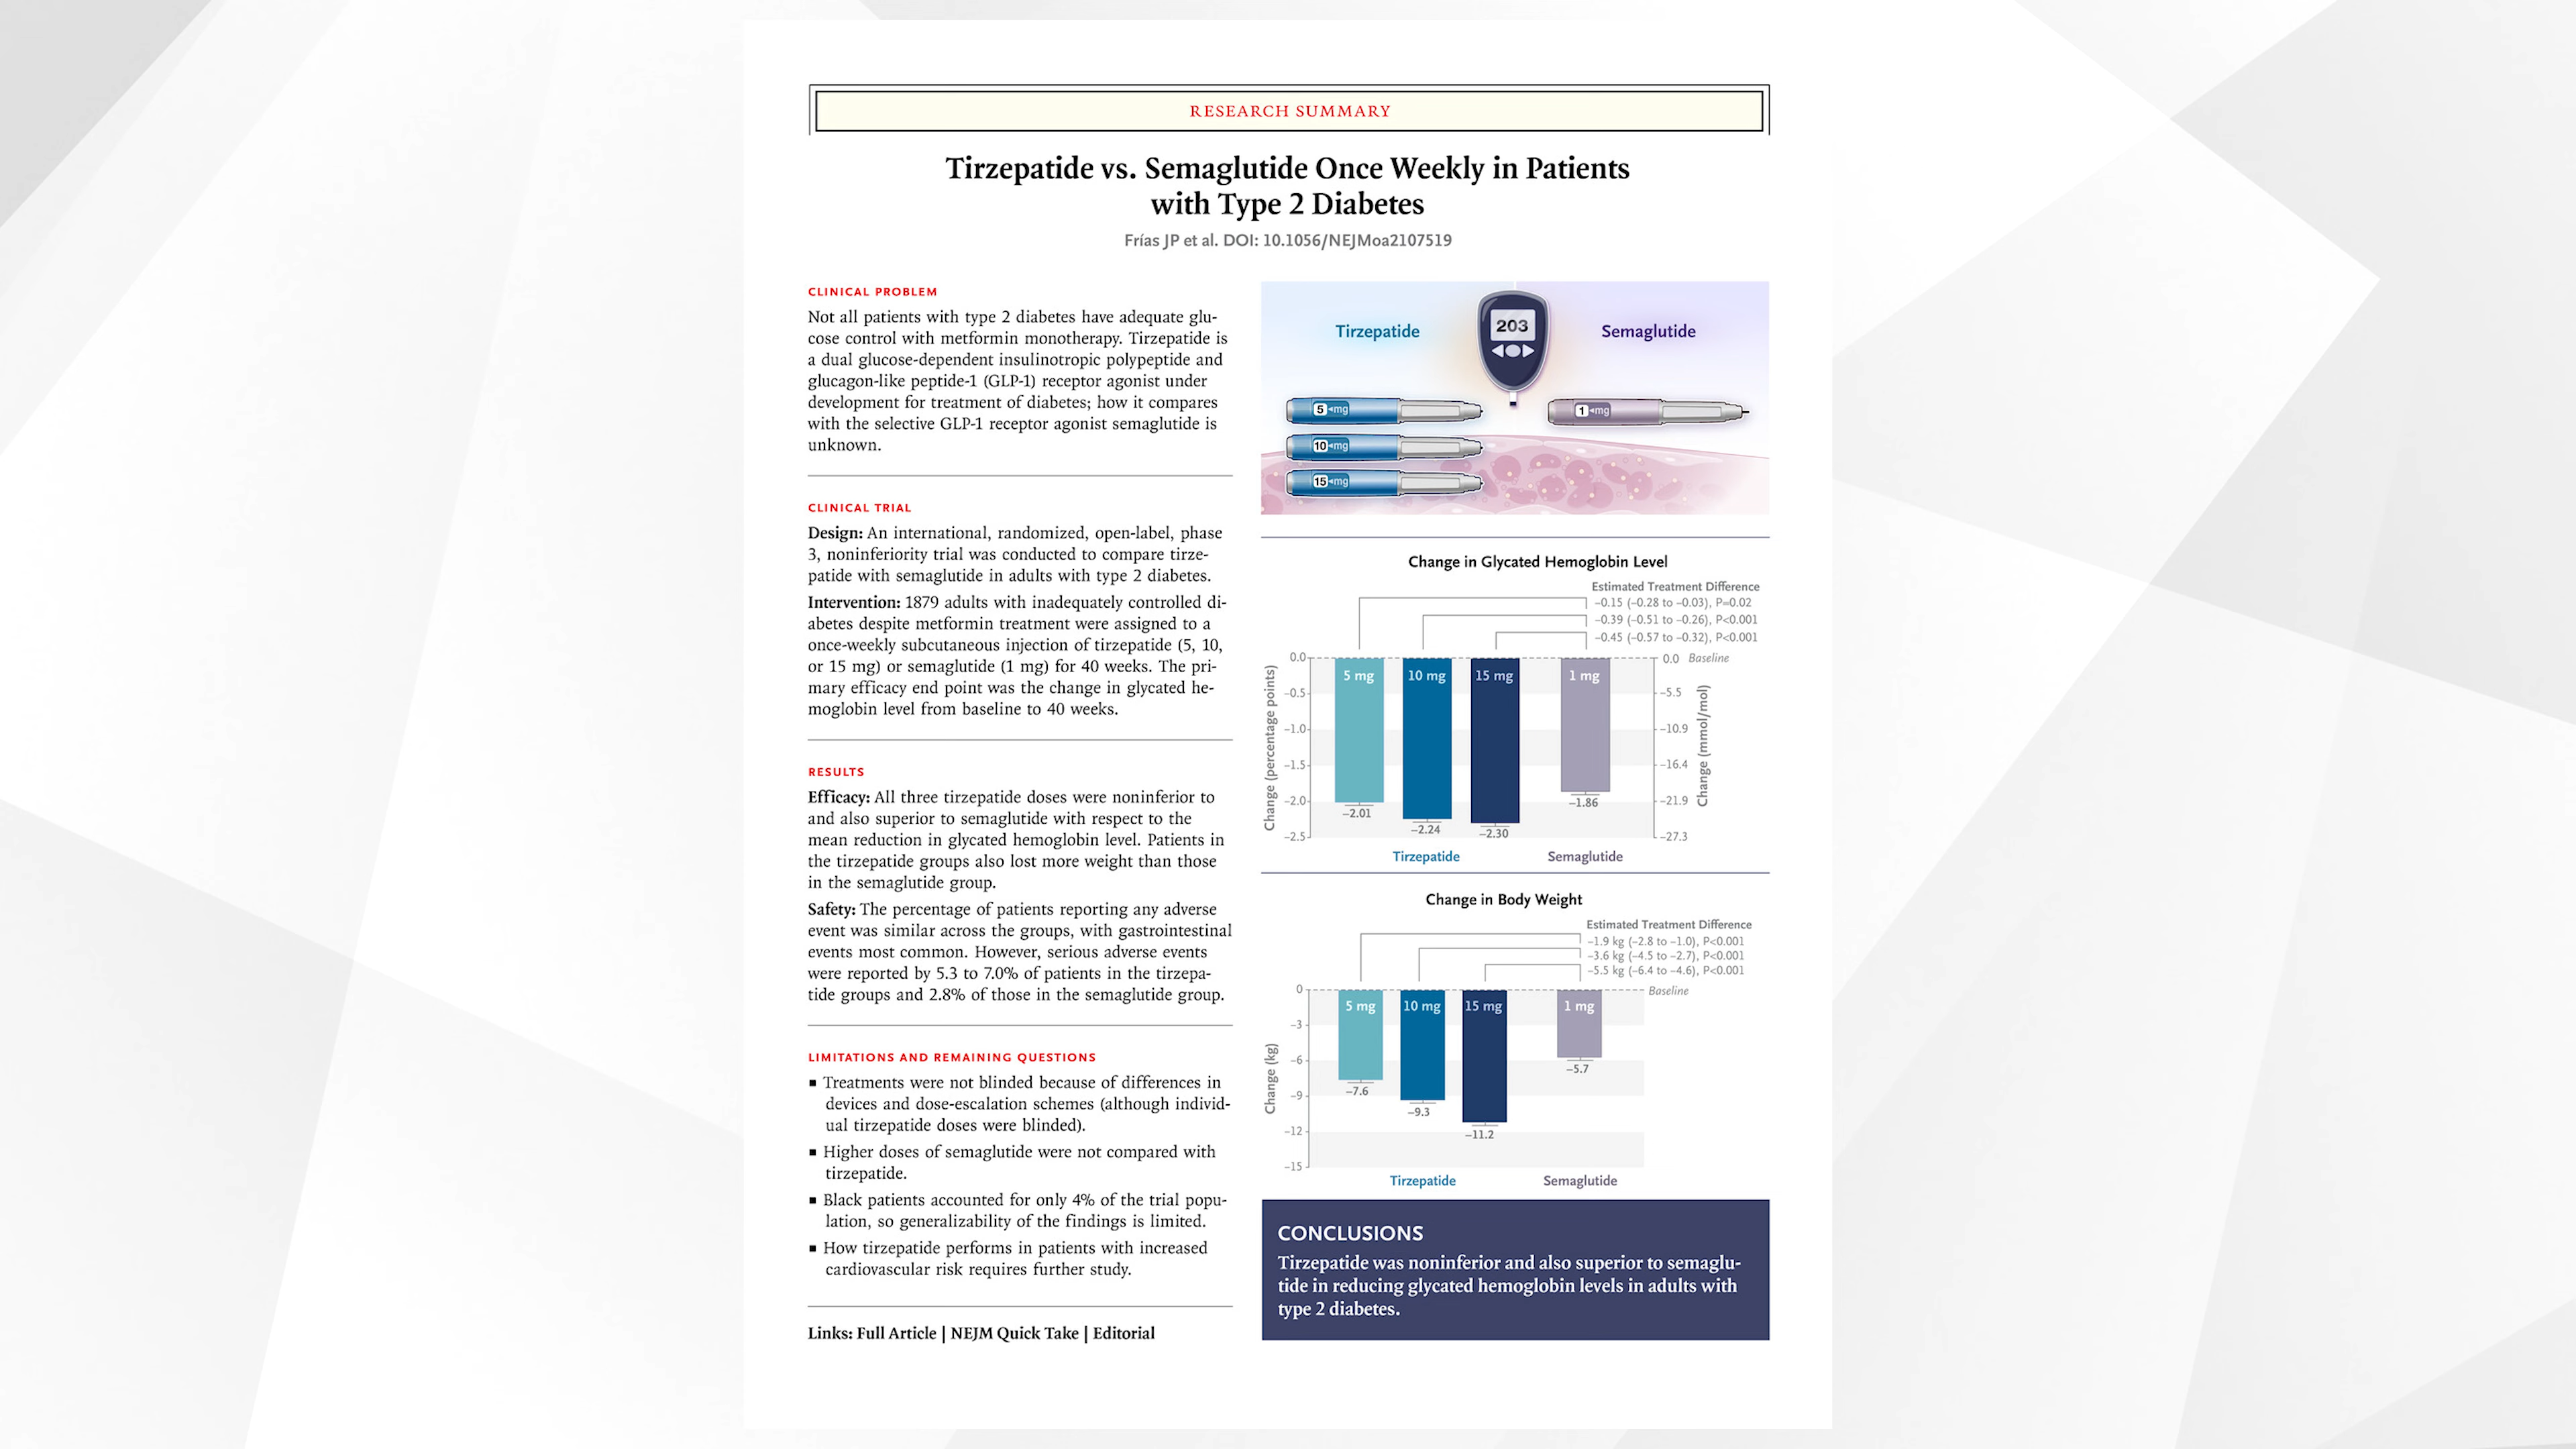 RESEARCH SUMMARY
Tirzepatide vs. Semaglutide Once Weekly in Patients
with Type 2 Diabetes
Frías JP et al. DOI: 10.1056/NEJMoa2107519
CLINICAL PROBLEM
Not all patients with type 2 diabetes have adequate glu-
cose control with metformin monotherapy. Tirzepatide is
a dual glucose-dependent insulinotropic polypeptide and
glucagon-like peptide-1 (GLP-1) receptor agonist under
development for treatment of diabetes; how it compares
with the selective GLP-1 receptor agonist semaglutide is
unknown.
CLINICAL TRIAL
Design: An international, randomized, open-label, phase
3, noninferiority trial was conducted to compare tirze-
patide with semaglutide in adults with type 2 diabetes.
Intervention: 1879 adults with inadequately controlled di-
abetes despite metformin treatment were assigned to a
once-weekly subcutaneous injection of tirzepatide (5, 10,
or 15 mg) or semaglutide (1 mg) for 40 weeks. The pri-
mary efficacy end point was the change in glycated he-
moglobin level from baseline to 40 weeks.
RESULTS
Efficacy: All three tirzepatide doses were noninferior to
and also superior to semaglutide with respect to the
mean reduction in glycated hemoglobin level. Patients in
the tirzepatide groups also lost more weight than those
in the semaglutide group.
Safety: The percentage of patients reporting any adverse
event was similar across the groups, with gastrointestinal
events most common. However, serious adverse events
were reported by 5.3 to 7.0% of patients in the tirzepa-
tide groups and 2.8% of those in the semaglutide group.
LIMITATIONS AND REMAINING QUESTIONS
▪ Treatments were not blinded because of differences in
devices and dose-escalation schemes (although individ-
ual tirzepatide doses were blinded).
▪ Higher doses of semaglutide were not compared with
tirzepatide.
▪ Black patients accounted for only 4% of the trial popu-
lation, so generalizability of the findings is limited.
▪ How tirzepatide performs in patients with increased
cardiovascular risk requires further study.
Links: Full Article | NEJM Quick Take | Editorial
Tirzepatide
203
Semaglutide
5 mg
1 mg
10 mg
15 mg
Change in Glycated Hemoglobin Level
Estimated Treatment Difference
–0.15 (–0.28 to –0.03), P=0.02
–0.39 (–0.51 to –0.26), P<0.001
–0.45 (–0.57 to –0.32), P<0.001
Change (percentage points)
0.0
–0.5
–1.0
–1.5
–2.0
–2.5
5 mg
10 mg
15 mg
1 mg
–2.01
–2.24
–2.30
–1.86
0.0 Baseline
–5.5
–10.9
–16.4
–21.9
–27.3
Change (mmol/mol)
Tirzepatide
Semaglutide
Change in Body Weight
Estimated Treatment Difference
–1.9 kg (–2.8 to –1.0), P<0.001
–3.6 kg (–4.5 to –2.7), P<0.001
–5.5 kg (–6.4 to –4.6), P<0.001
Change (kg)
0
–3
–6
–9
–12
–15
Baseline
5 mg
10 mg
15 mg
1 mg
–7.6
–9.3
–11.2
–5.7
Tirzepatide
Semaglutide
CONCLUSIONS
Tirzepatide was noninferior and also superior to semaglu-
tide in reducing glycated hemoglobin levels in adults with
type 2 diabetes.